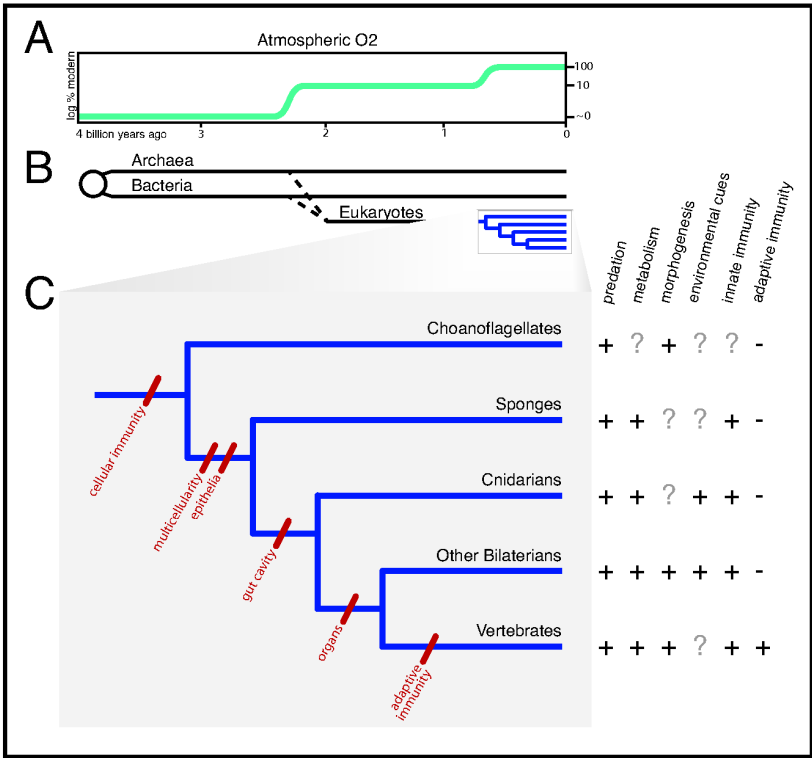 A
Atmospheric O2
log % modern
100
10
~0
4 billion years ago
3
2
1
0
B
Archaea
Bacteria
Eukaryotes
predation
metabolism
morphogenesis
environmental cues
innate immunity
adaptive immunity
C
Choanoflagellates
+ ? + ? ? -
cellular immunity
Sponges
+ + ? ? + -
multicellularity
epithelia
Cnidarians
+ + ? + + -
gut cavity
Other Bilaterians
+ + + + + -
organs
Vertebrates
+ + + ? + +
adaptive
immunity